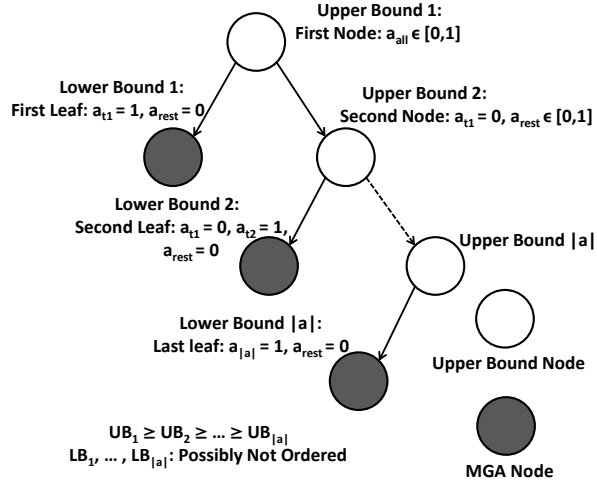 Upper Bound 1:
First Node: a_all ϵ [0,1]
Lower Bound 1:
First Leaf: a_t1 = 1, a_rest = 0
Upper Bound 2:
Second Node: a_t1 = 0, a_rest ϵ [0,1]
Lower Bound 2:
Second Leaf: a_t1 = 0, a_t2 = 1,
a_rest = 0
Upper Bound |a|
Lower Bound |a|:
Last leaf: a_|a| = 1, a_rest = 0
Upper Bound Node
UB_1 ≥ UB_2 ≥ ... ≥ UB_|a|
LB_1, ... , LB_|a|: Possibly Not Ordered
MGA Node